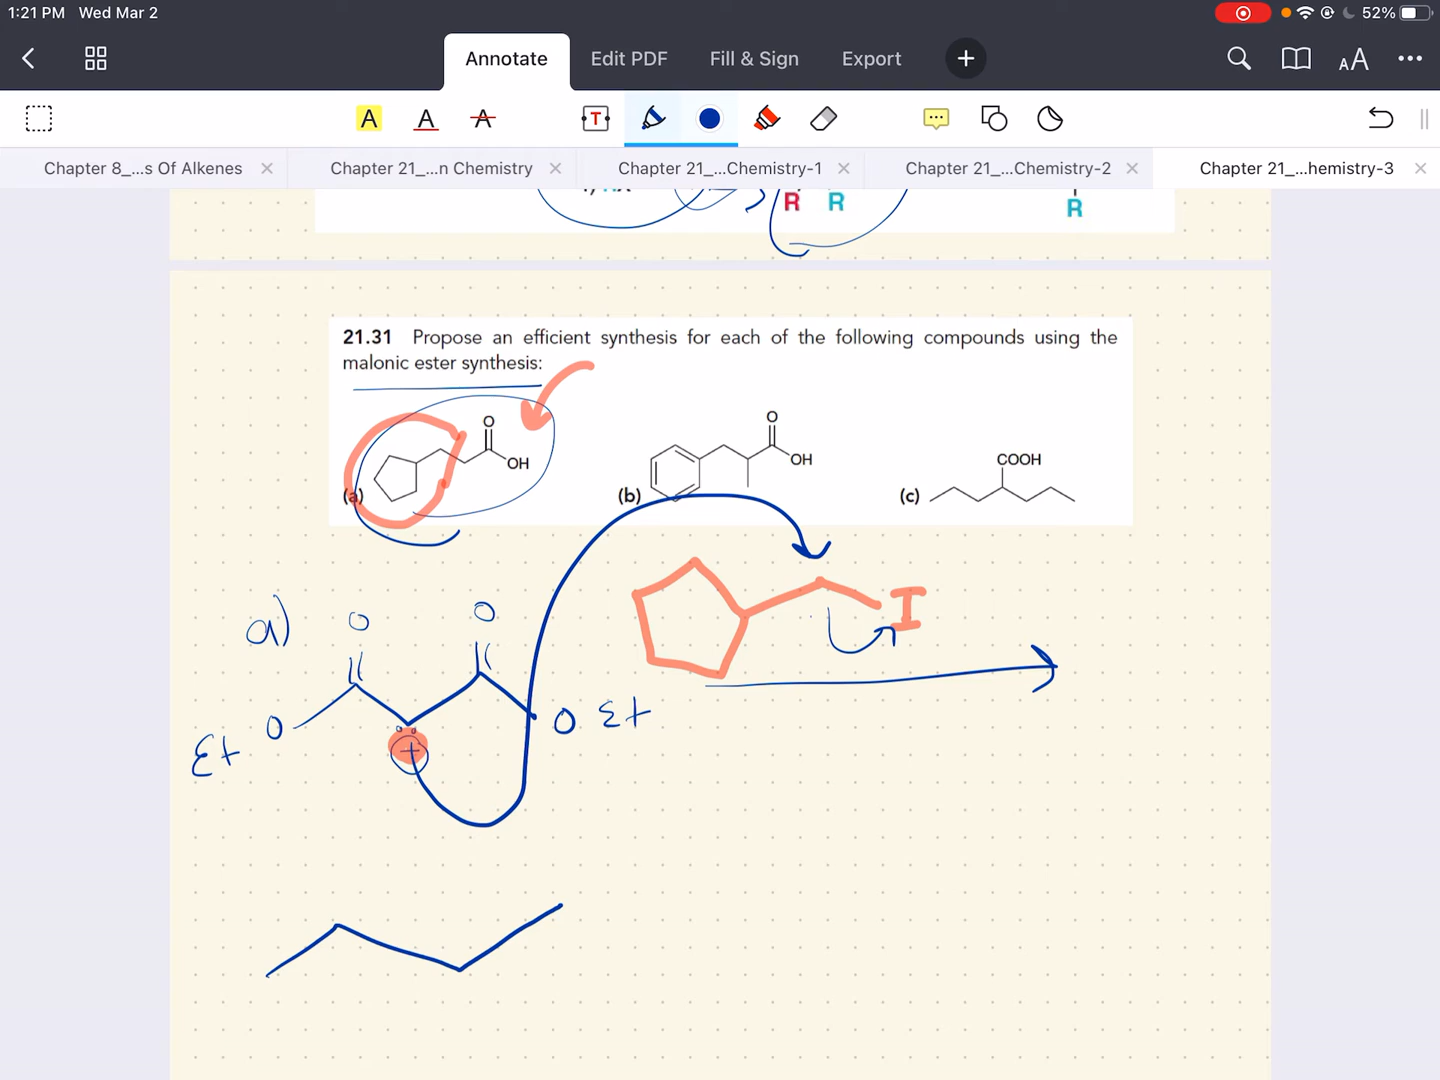 1:21 PM Wed Mar 2
52%
Annotate Edit PDF Fill & Sign Export
Chapter 8_...s Of Alkenes Chapter 21_...n Chemistry Chapter 21_...Chemistry-1 Chapter 21_...Chemistry-2 Chapter 21_...hemistry-3
R R R
21.31 Propose an efficient synthesis for each of the following compounds using the
malonic ester synthesis:
O
OH
(a)
O
OH
(b)
COOH
(c)
a)
O O
Et O O Et
I